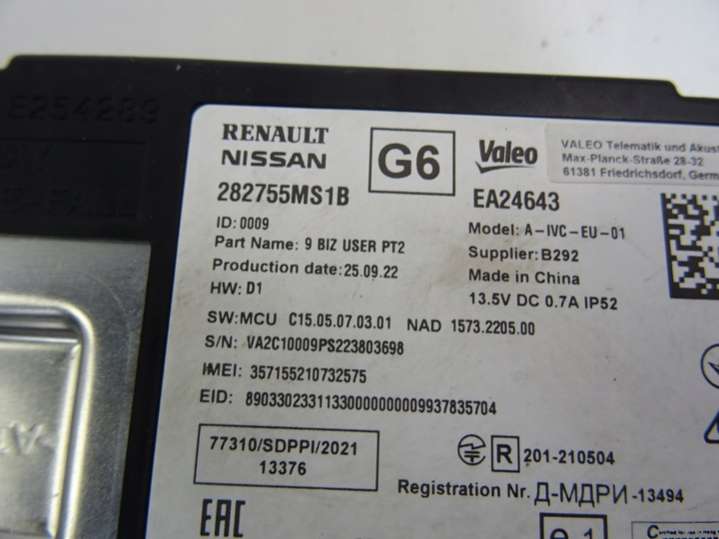 E254289
RENAULT
NISSAN
G6
Valeo
VALEO Telematik und Akust
Max-Planck-Straße 28-32
61381 Friedrichsdorf, Germ
282755MS1B
EA24643
ID: 0009
Model: A-IVC-EU-01
Part Name: 9 BIZ USER PT2
Supplier: B292
Production date: 25.09.22
Made in China
HW: D1
13.5V DC 0.7A IP52
SW:MCU C15.05.07.03.01 NAD 1573.2205.00
S/N: VA2C10009PS223803698
IMEI: 357155210732575
EID: 89033023311330000000009937835704
77310/SDPPI/2021
13376
R 201-210504
Registration Nr. Д-МДРИ-13494
EAC
e 1